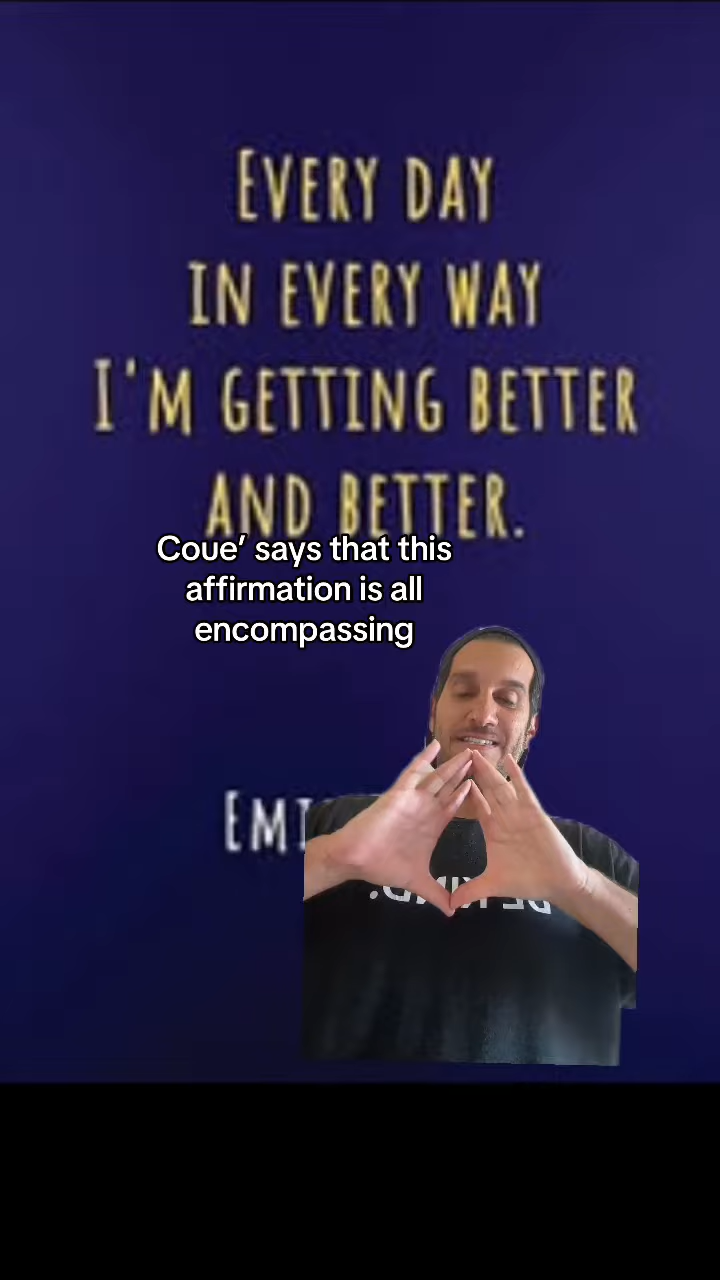 EVERY DAY
IN EVERY WAY
I'M GETTING BETTER
AND BETTER.
Coue’ says that this
affirmation is all
encompassing